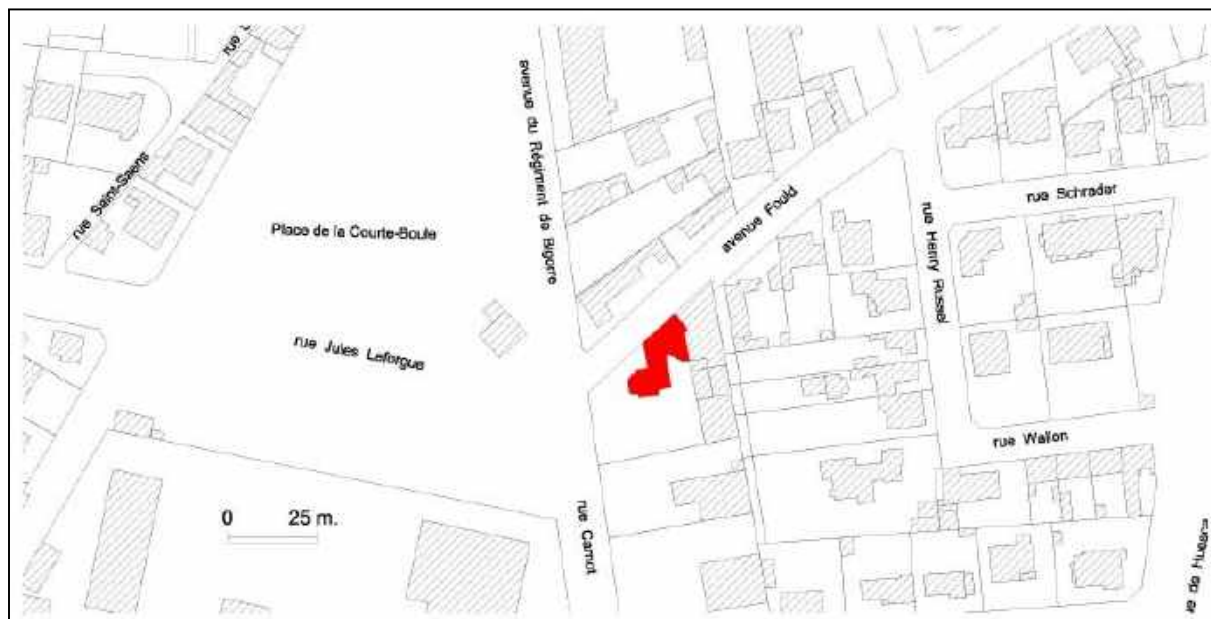 avenue du Régiment de Bigorre
rue Saint-Saens
Place de la Courte-Boule
avenue Fould
rue Schrader
rue Henry Russel
rue Jules Leforgue
rue Wallon
0 25 m.
rue Carnot